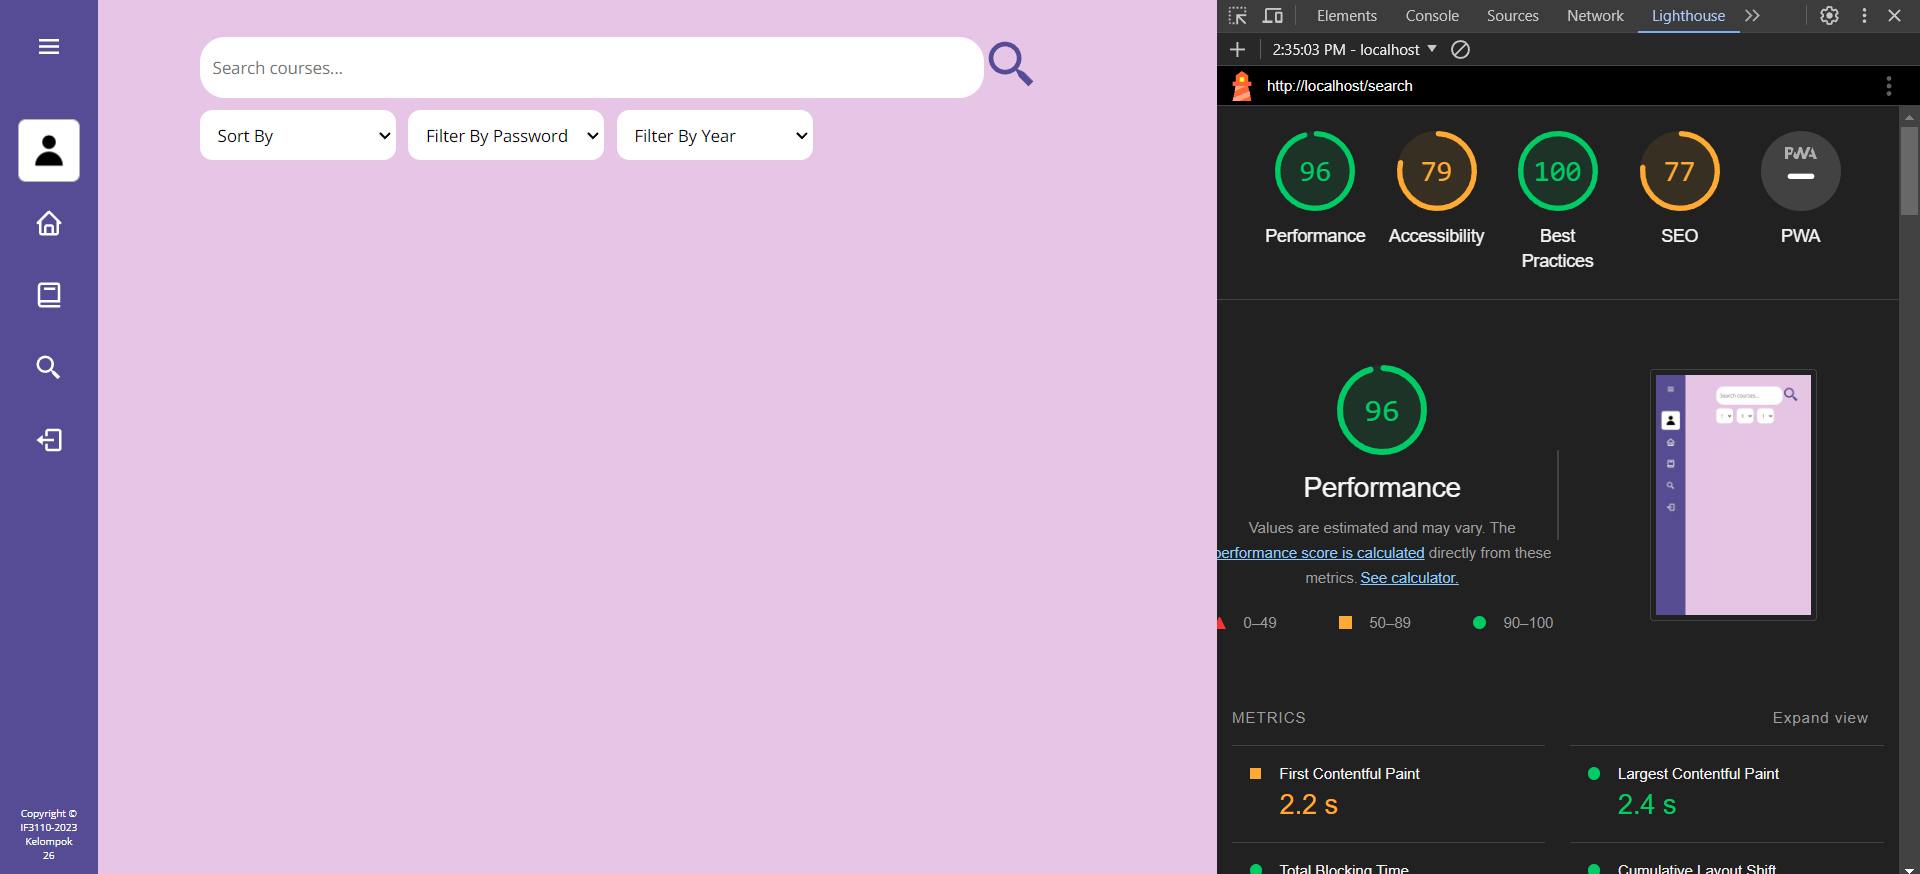 Search courses...
Sort By
Filter By Password
Filter By Year
Copyright ©
IF3110-2023
Kelompok
26
Elements
Console
Sources
Network
Lighthouse
2:35:03 PM - localhost
http://localhost/search
96
79
100
77
PWA
Performance
Accessibility
Best
Practices
SEO
PWA
96
Performance
Values are estimated and may vary. The
performance score is calculated directly from these
metrics. See calculator.
0–49
50–89
90–100
Search courses...
METRICS
Expand view
First Contentful Paint
2.2 s
Largest Contentful Paint
2.4 s
Total Blocking Time
Cumulative Layout Shift